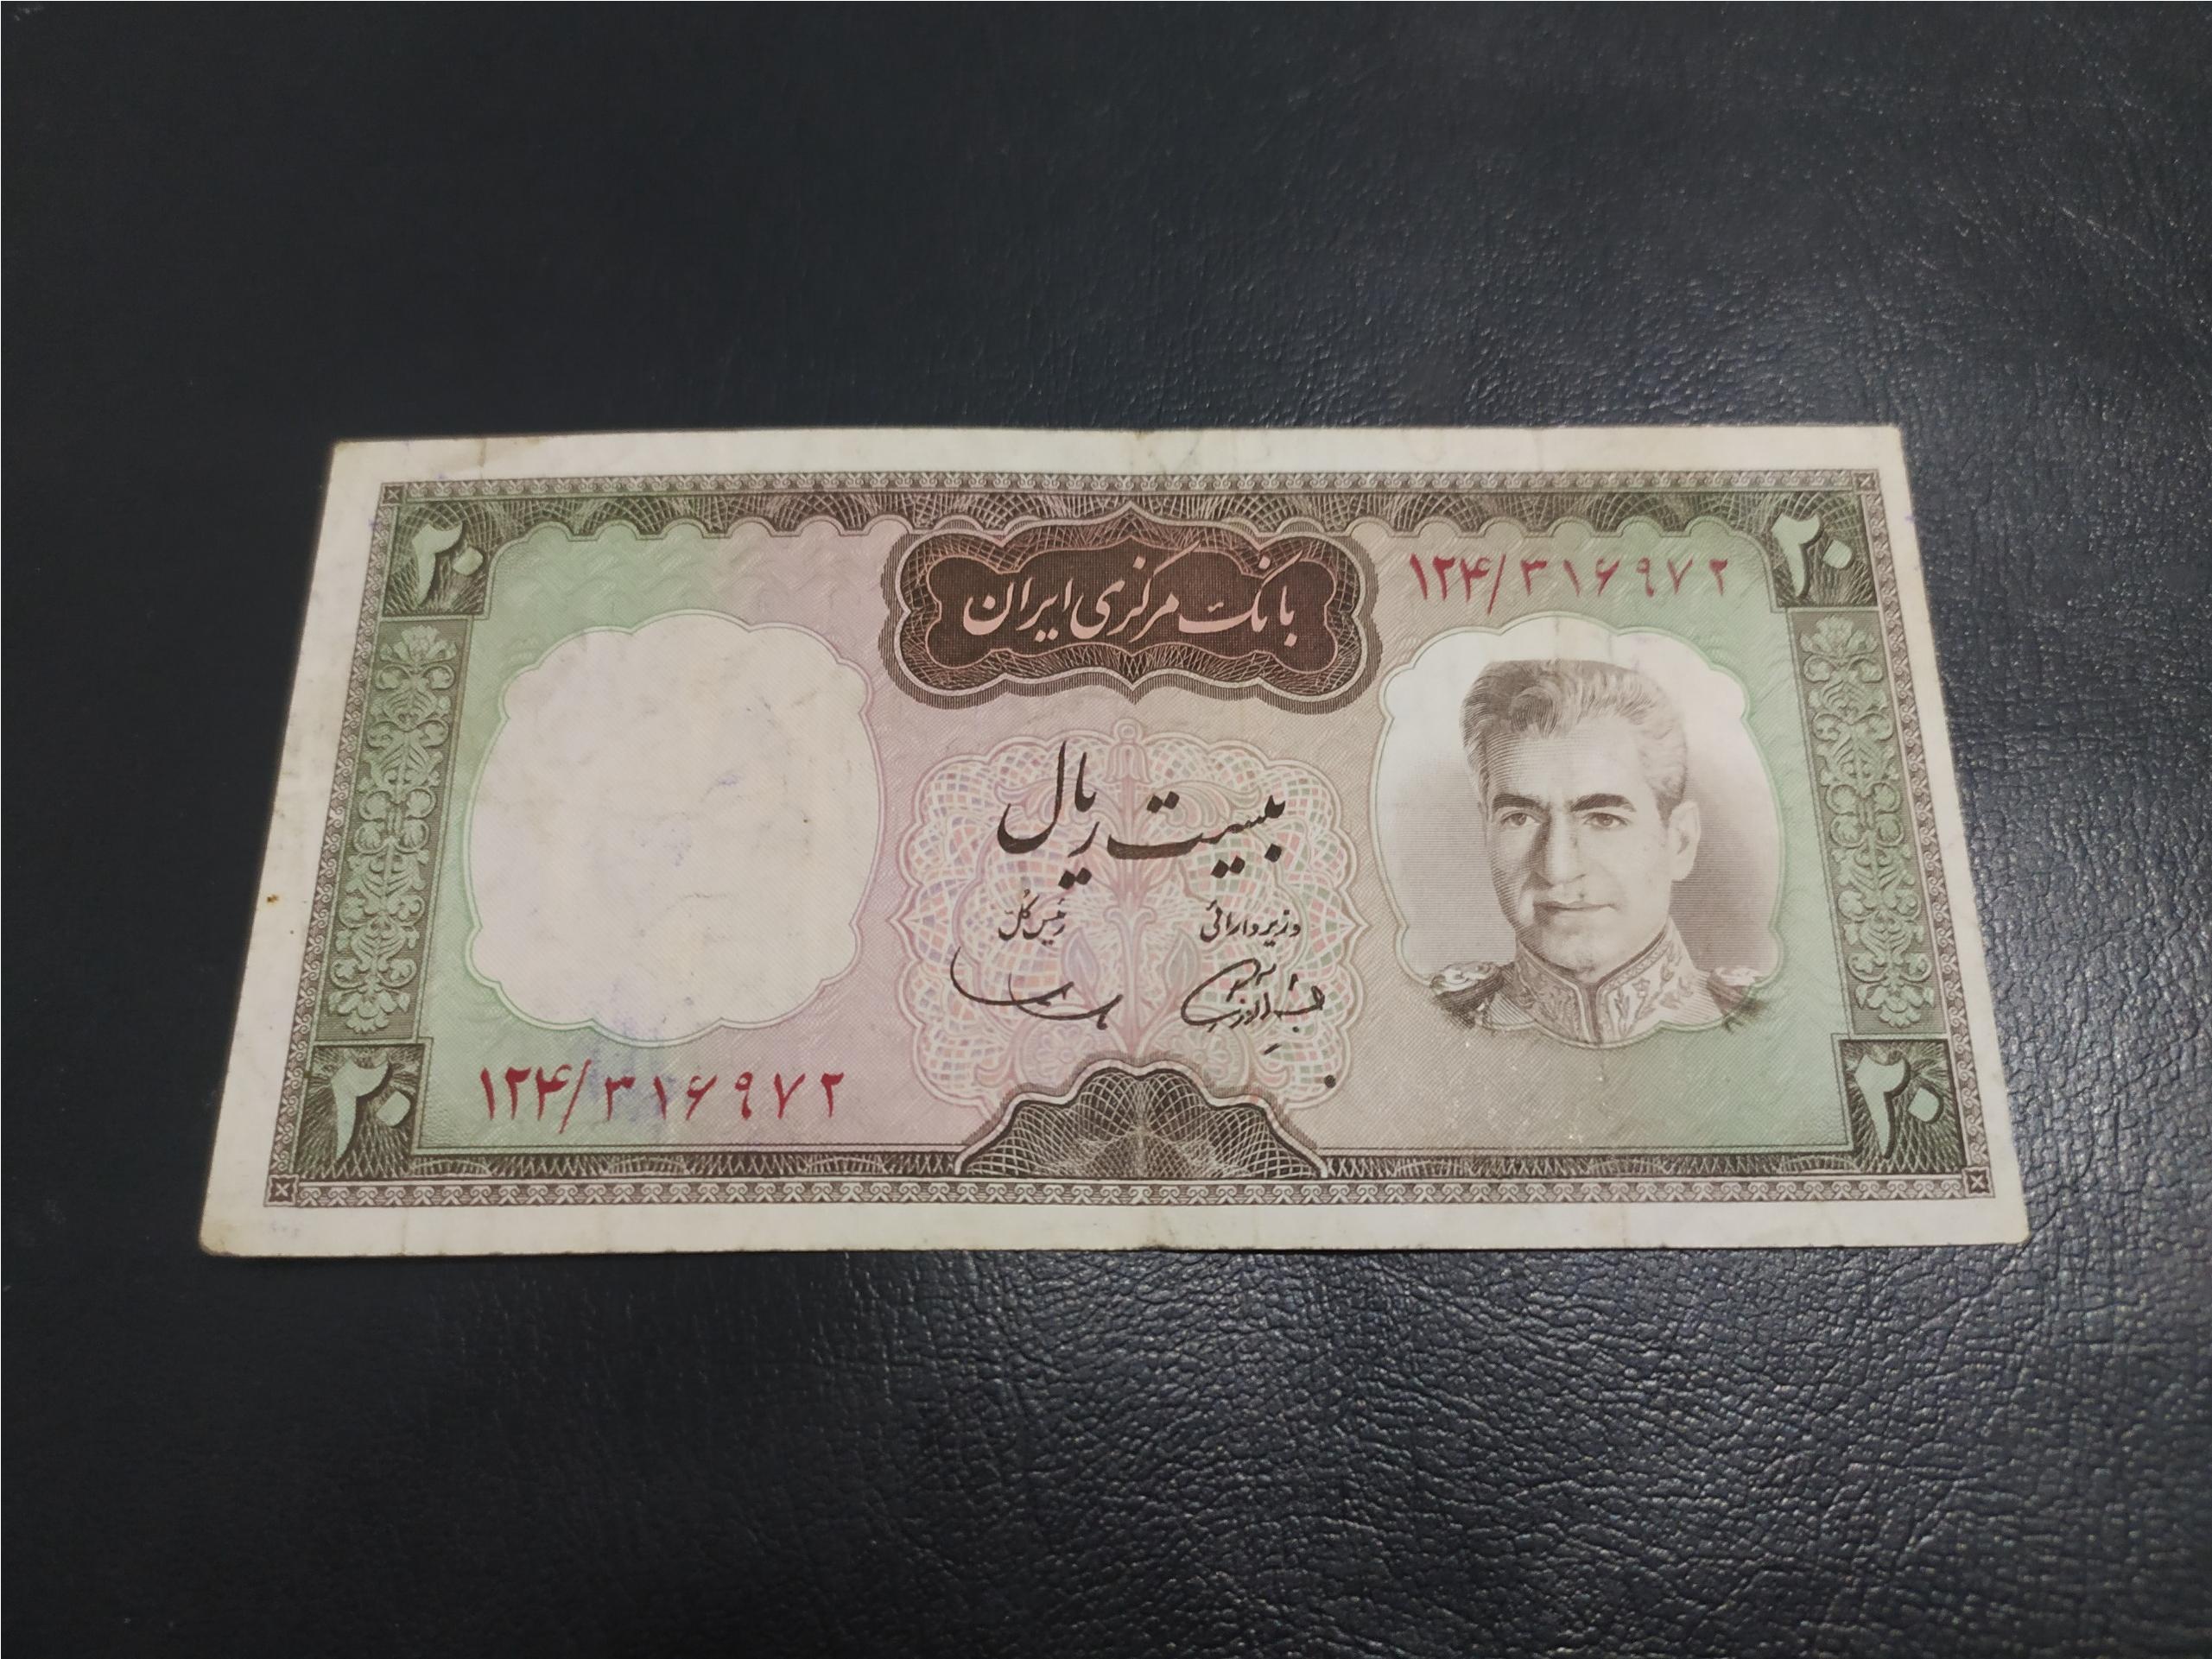 ۲۰
۲۰
۱۲۴/۳۱۶۹۷۲
بانک مرکزی ایران
بیست ریال
وزیر دارائی
رئیس کل
۱۲۴/۳۱۶۹۷۲
۲۰
۲۰